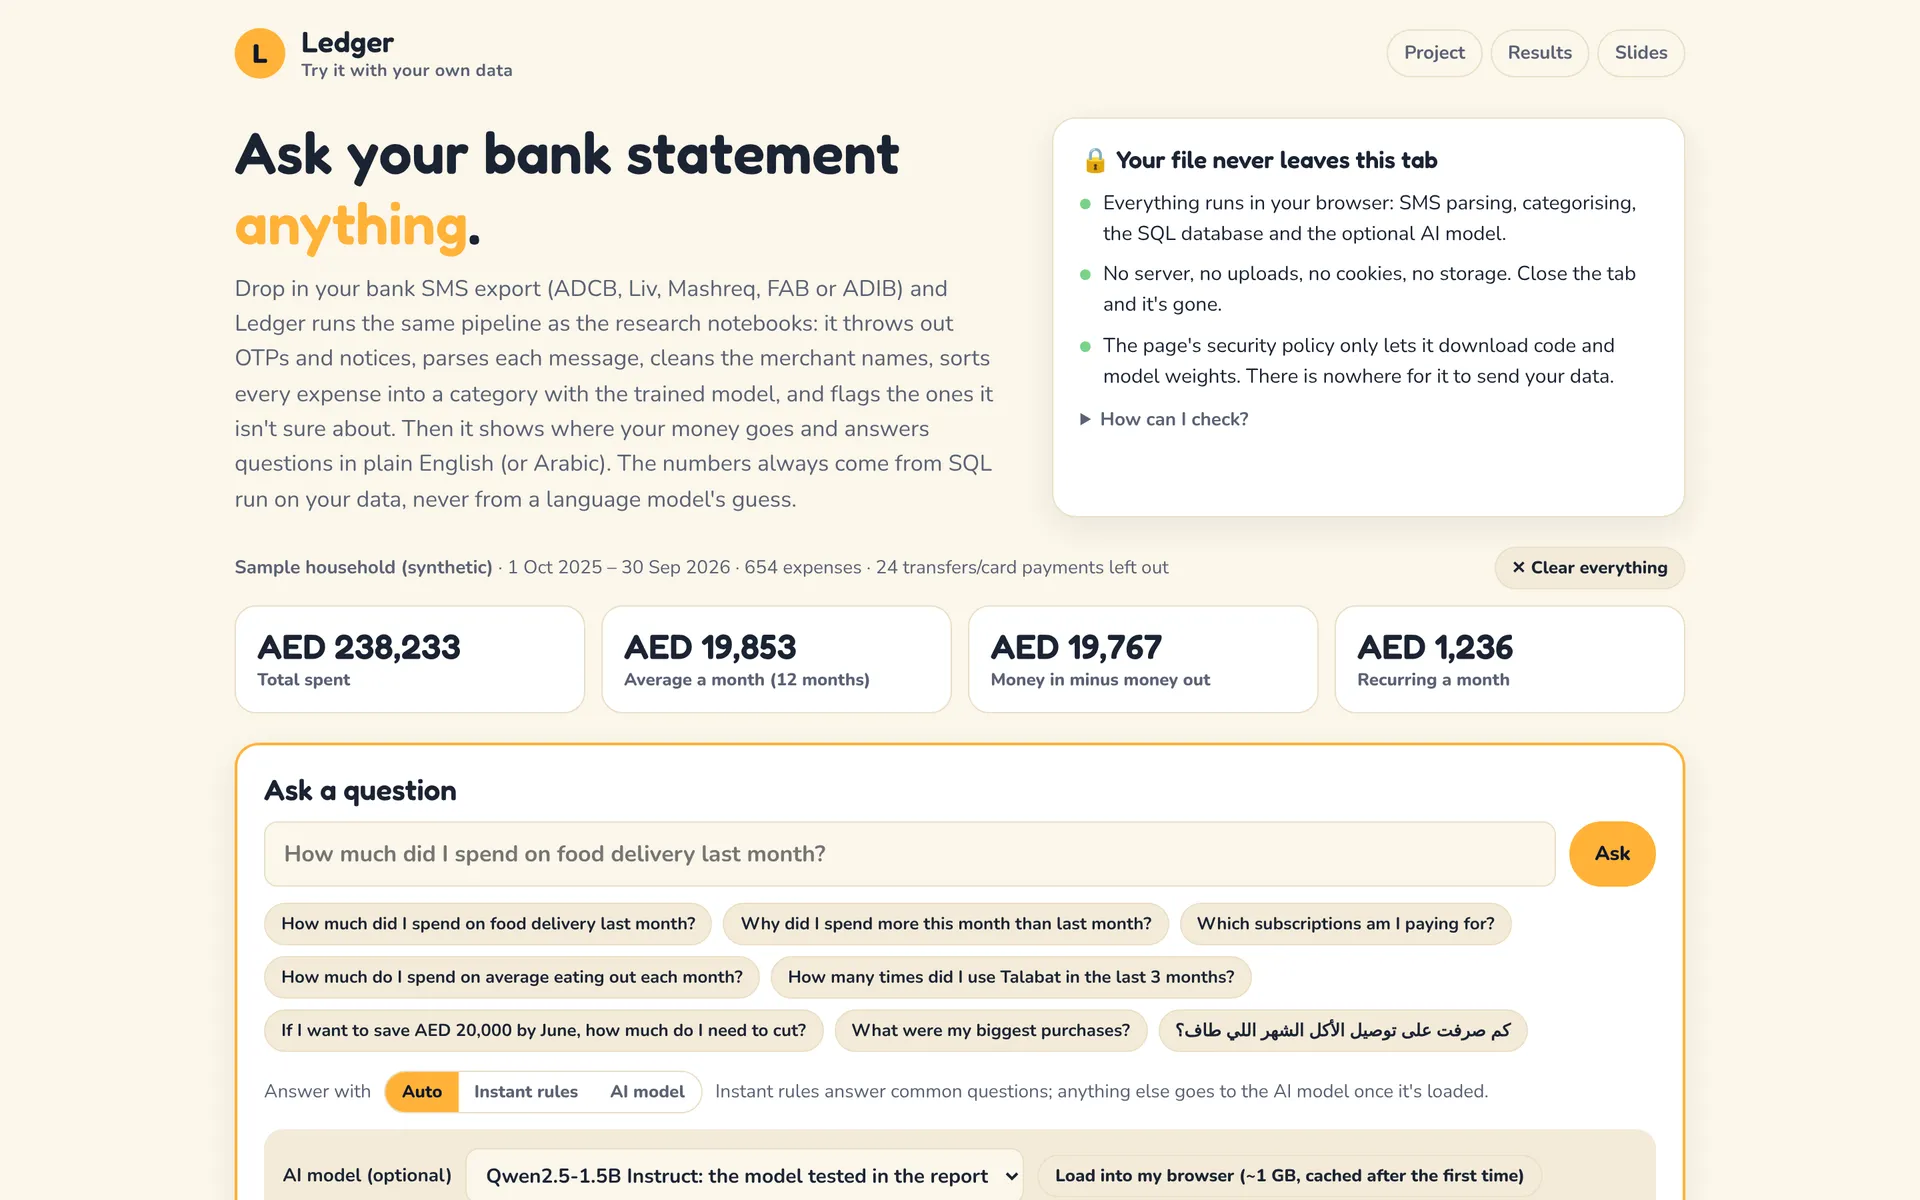 L
Ledger
Try it with your own data
Project
Results
Slides
Ask your bank statement
anything.
Drop in your bank SMS export (ADCB, Liv, Mashreq, FAB or ADIB) and
Ledger runs the same pipeline as the research notebooks: it throws out
OTPs and notices, parses each message, cleans the merchant names, sorts
every expense into a category with the trained model, and flags the ones it
isn't sure about. Then it shows where your money goes and answers
questions in plain English (or Arabic). The numbers always come from SQL
run on your data, never from a language model's guess.
🔒 Your file never leaves this tab
Everything runs in your browser: SMS parsing, categorising,
the SQL database and the optional AI model.
No server, no uploads, no cookies, no storage. Close the tab
and it's gone.
The page's security policy only lets it download code and
model weights. There is nowhere for it to send your data.
▶ How can I check?
Sample household (synthetic) · 1 Oct 2025 – 30 Sep 2026 · 654 expenses · 24 transfers/card payments left out
✕ Clear everything
AED 238,233
Total spent
AED 19,853
Average a month (12 months)
AED 19,767
Money in minus money out
AED 1,236
Recurring a month
Ask a question
How much did I spend on food delivery last month?
Ask
How much did I spend on food delivery last month?
Why did I spend more this month than last month?
Which subscriptions am I paying for?
How much do I spend on average eating out each month?
How many times did I use Talabat in the last 3 months?
If I want to save AED 20,000 by June, how much do I need to cut?
What were my biggest purchases?
كم صرفت على توصيل الأكل الشهر اللي طاف؟
Answer with
Auto
Instant rules
AI model
Instant rules answer common questions; anything else goes to the AI model once it's loaded.
AI model (optional)
Qwen2.5-1.5B Instruct: the model tested in the report
Load into my browser (~1 GB, cached after the first time)